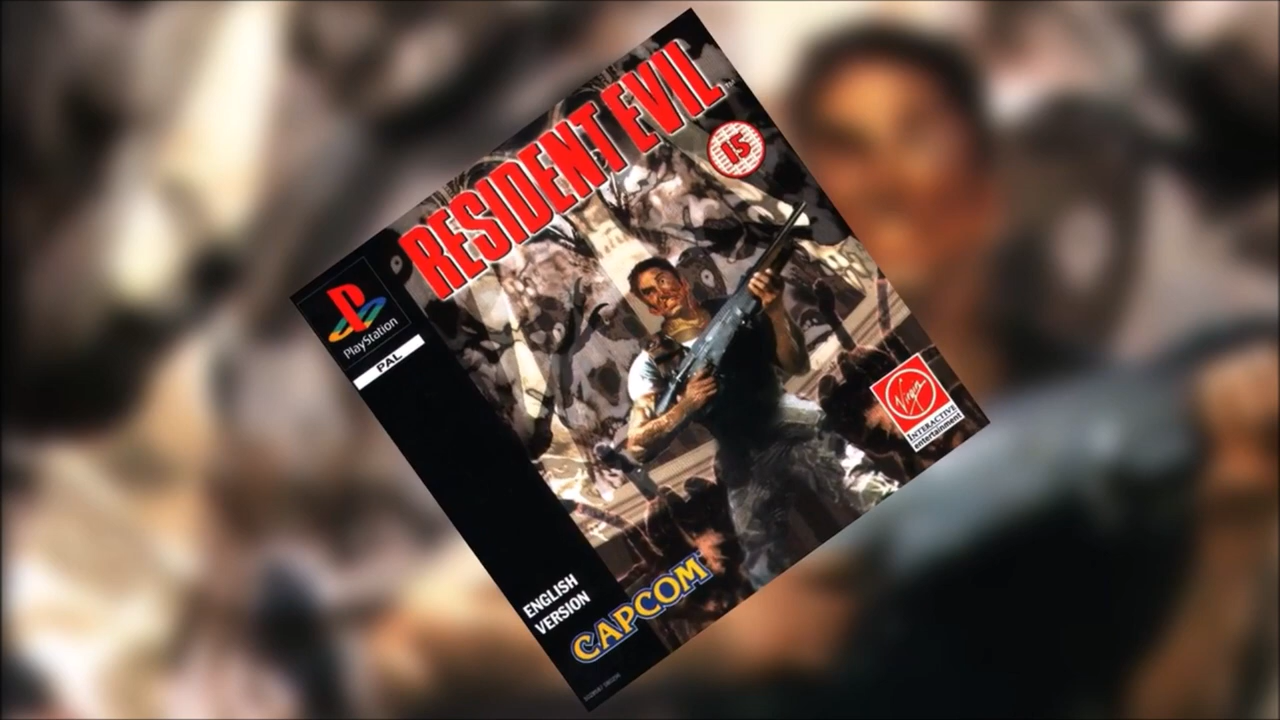 RESIDENT EVIL
15
PlayStation
PAL
Virgin
INTERACTIVE
entertainment
ENGLISH
VERSION
CAPCOM